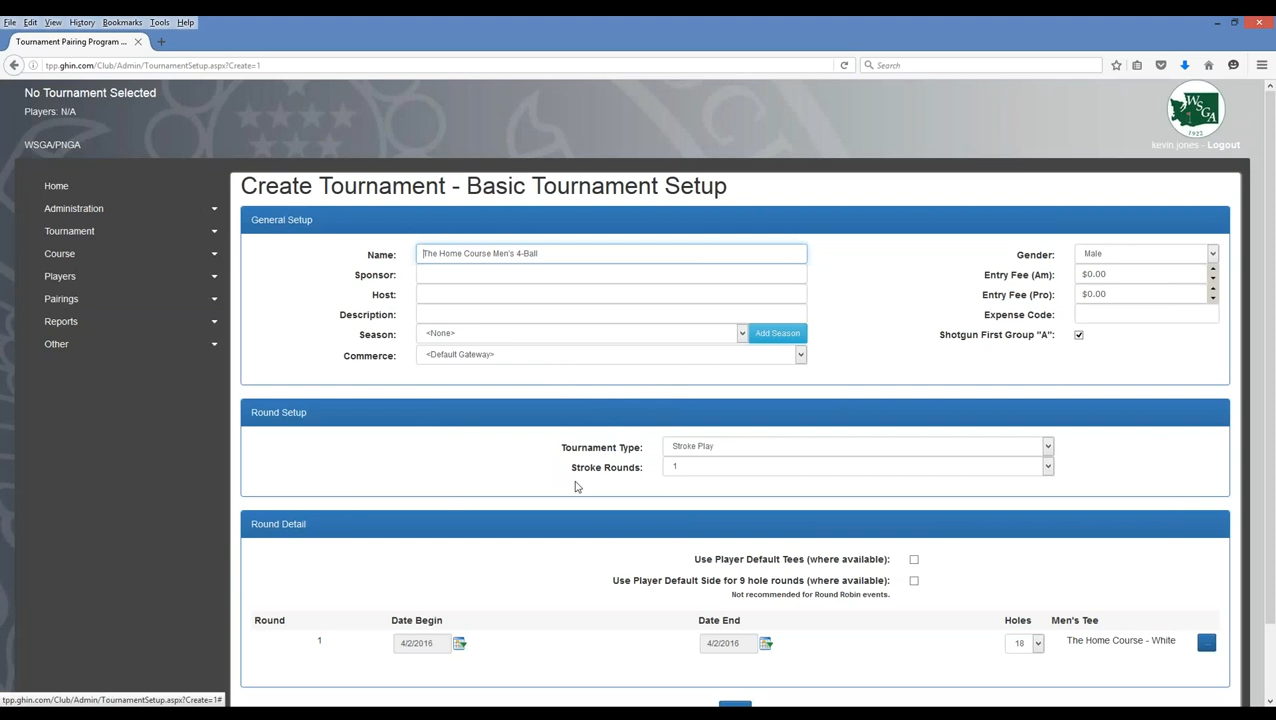 File Edit View History Bookmarks Tools Help
Tournament Pairing Program ...
tpp.ghin.com/Club/Admin/TournamentSetup.aspx?Create=1 Search
No Tournament Selected
Players: N/A
WSGA
1922
WSGA/PNGA kevin jones - Logout
Home
Administration
Tournament
Course
Players
Pairings
Reports
Other
Create Tournament - Basic Tournament Setup
General Setup
Name: The Home Course Men's 4-Ball Gender: Male
Sponsor: Entry Fee (Am): $0.00
Host: Entry Fee (Pro): $0.00
Description: Expense Code:
Season: <None> Add Season Shotgun First Group "A":
Commerce: <Default Gateway>
Round Setup
Tournament Type: Stroke Play
Stroke Rounds: 1
Round Detail
Use Player Default Tees (where available):
Use Player Default Side for 9 hole rounds (where available):
Not recommended for Round Robin events.
Round Date Begin Date End Holes Men's Tee
1 4/2/2016 4/2/2016 18 The Home Course - White ...
tpp.ghin.com/Club/Admin/TournamentSetup.aspx?Create=1#